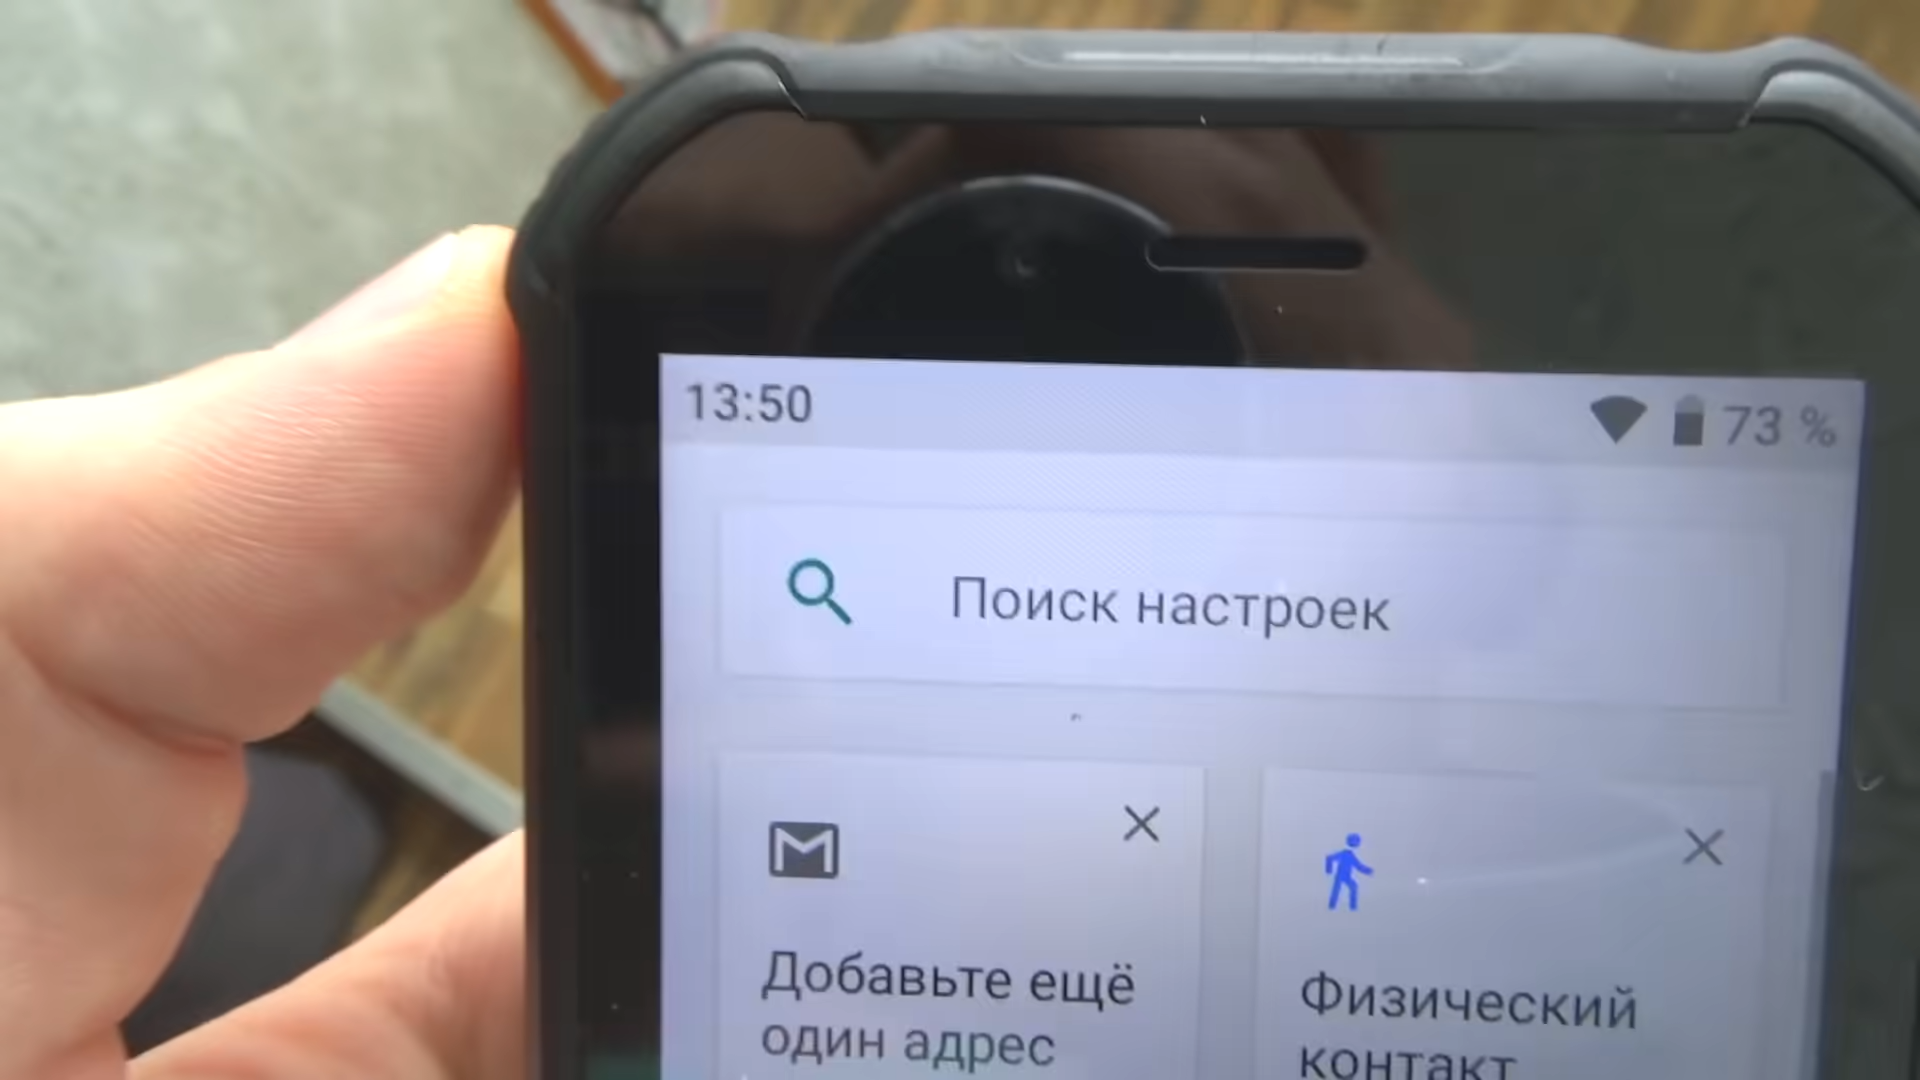 13:50
73 %
Поиск настроек
Добавьте ещё
один адрес
Физический
контакт